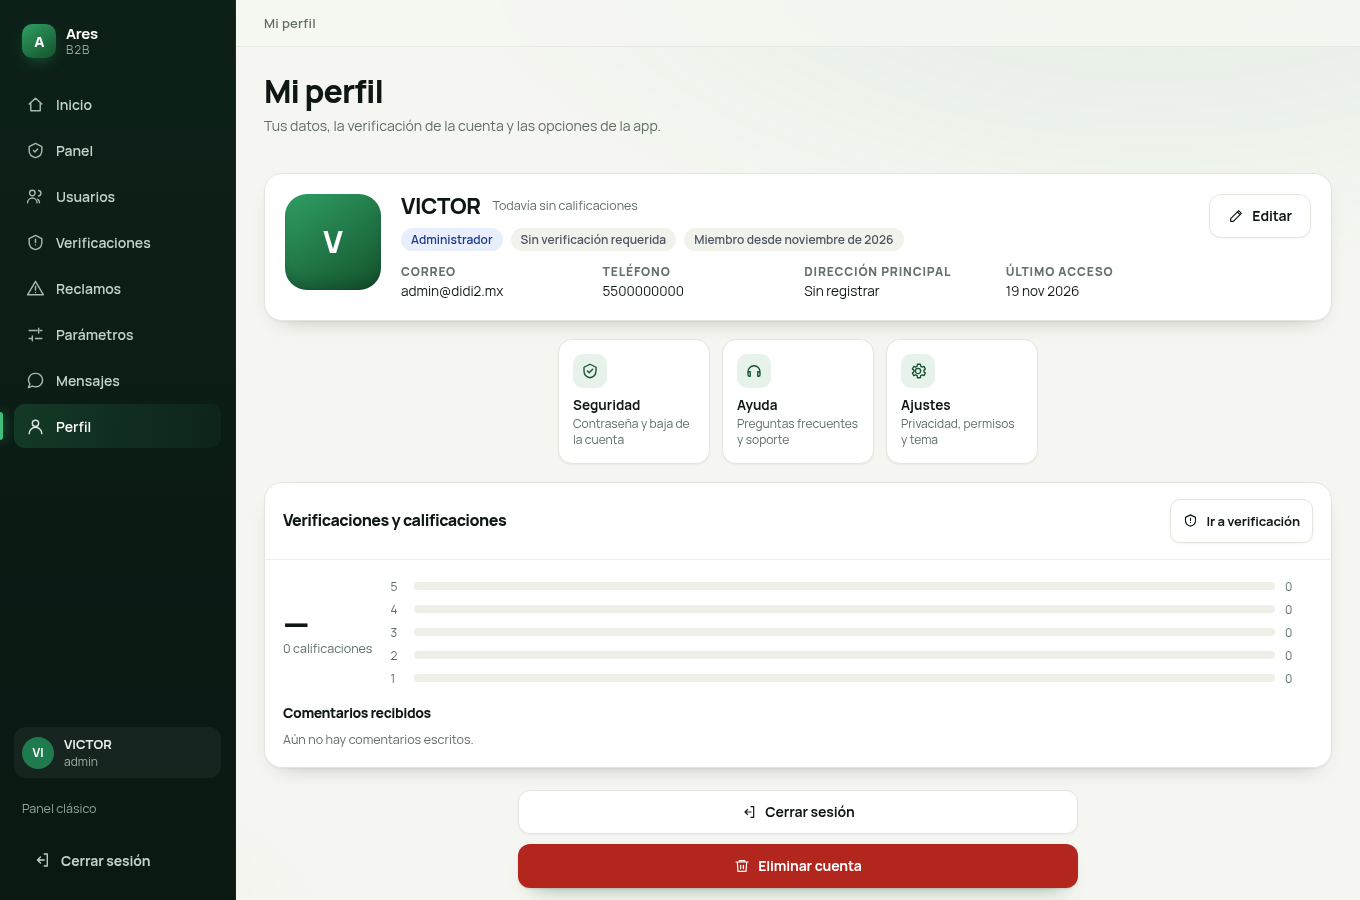 A
Ares
B2B
Inicio
Panel
Usuarios
Verificaciones
Reclamos
Parámetros
Mensajes
Perfil
VI
VICTOR
admin
Panel clásico
Cerrar sesión
Mi perfil
Mi perfil
Tus datos, la verificación de la cuenta y las opciones de la app.
V
VICTOR Todavía sin calificaciones
Administrador Sin verificación requerida Miembro desde noviembre de 2026
CORREO TELÉFONO DIRECCIÓN PRINCIPAL ÚLTIMO ACCESO
admin@didi2.mx 5500000000 Sin registrar 19 nov 2026
Editar
Seguridad
Contraseña y baja de
la cuenta
Ayuda
Preguntas frecuentes
y soporte
Ajustes
Privacidad, permisos
y tema
Verificaciones y calificaciones
Ir a verificación
—
0 calificaciones
5 0
4 0
3 0
2 0
1 0
Comentarios recibidos
Aún no hay comentarios escritos.
Cerrar sesión
Eliminar cuenta